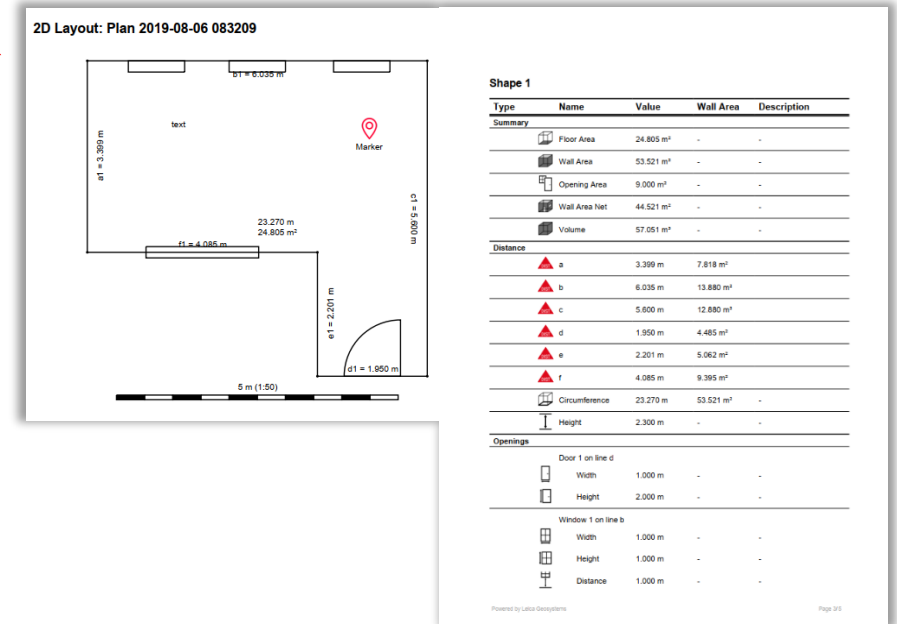 2D Layout: Plan 2019-08-06 083209
b1 = 6.035 m
text
Marker
a1 = 3.399 m
c1 = 5.600 m
23.270 m
24.805 m²
f1 = 4.085 m
e1 = 2.201 m
d1 = 1.950 m
5 m (1:50)
Shape 1
Type Name Value Wall Area Description
Summary
Floor Area 24.805 m² - -
Wall Area 53.521 m² - -
Opening Area 9.000 m² - -
Wall Area Net 44.521 m² - -
Volume 57.051 m³ - -
Distance
a 3.399 m 7.818 m²
b 6.035 m 13.880 m²
c 5.600 m 12.880 m²
d 1.950 m 4.485 m²
e 2.201 m 5.062 m²
f 4.085 m 9.395 m²
Circumference 23.270 m 53.521 m² -
Height 2.300 m - -
Openings
Door 1 on line d
Width 1.000 m - -
Height 2.000 m - -
Window 1 on line b
Width 1.000 m - -
Height 1.000 m - -
Distance 1.000 m - -
Powered by Leica Geosystems Page 3/5